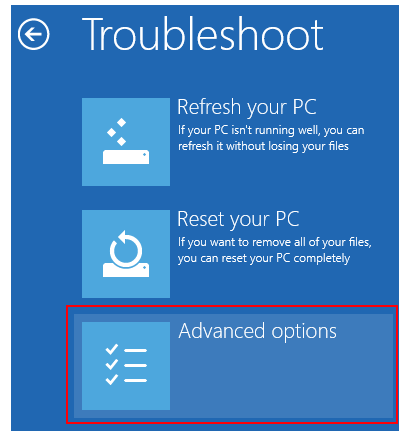 Troubleshoot
Refresh your PC
If your PC isn't running well, you can
refresh it without losing your files
Reset your PC
If you want to remove all of your files,
you can reset your PC completely
Advanced options